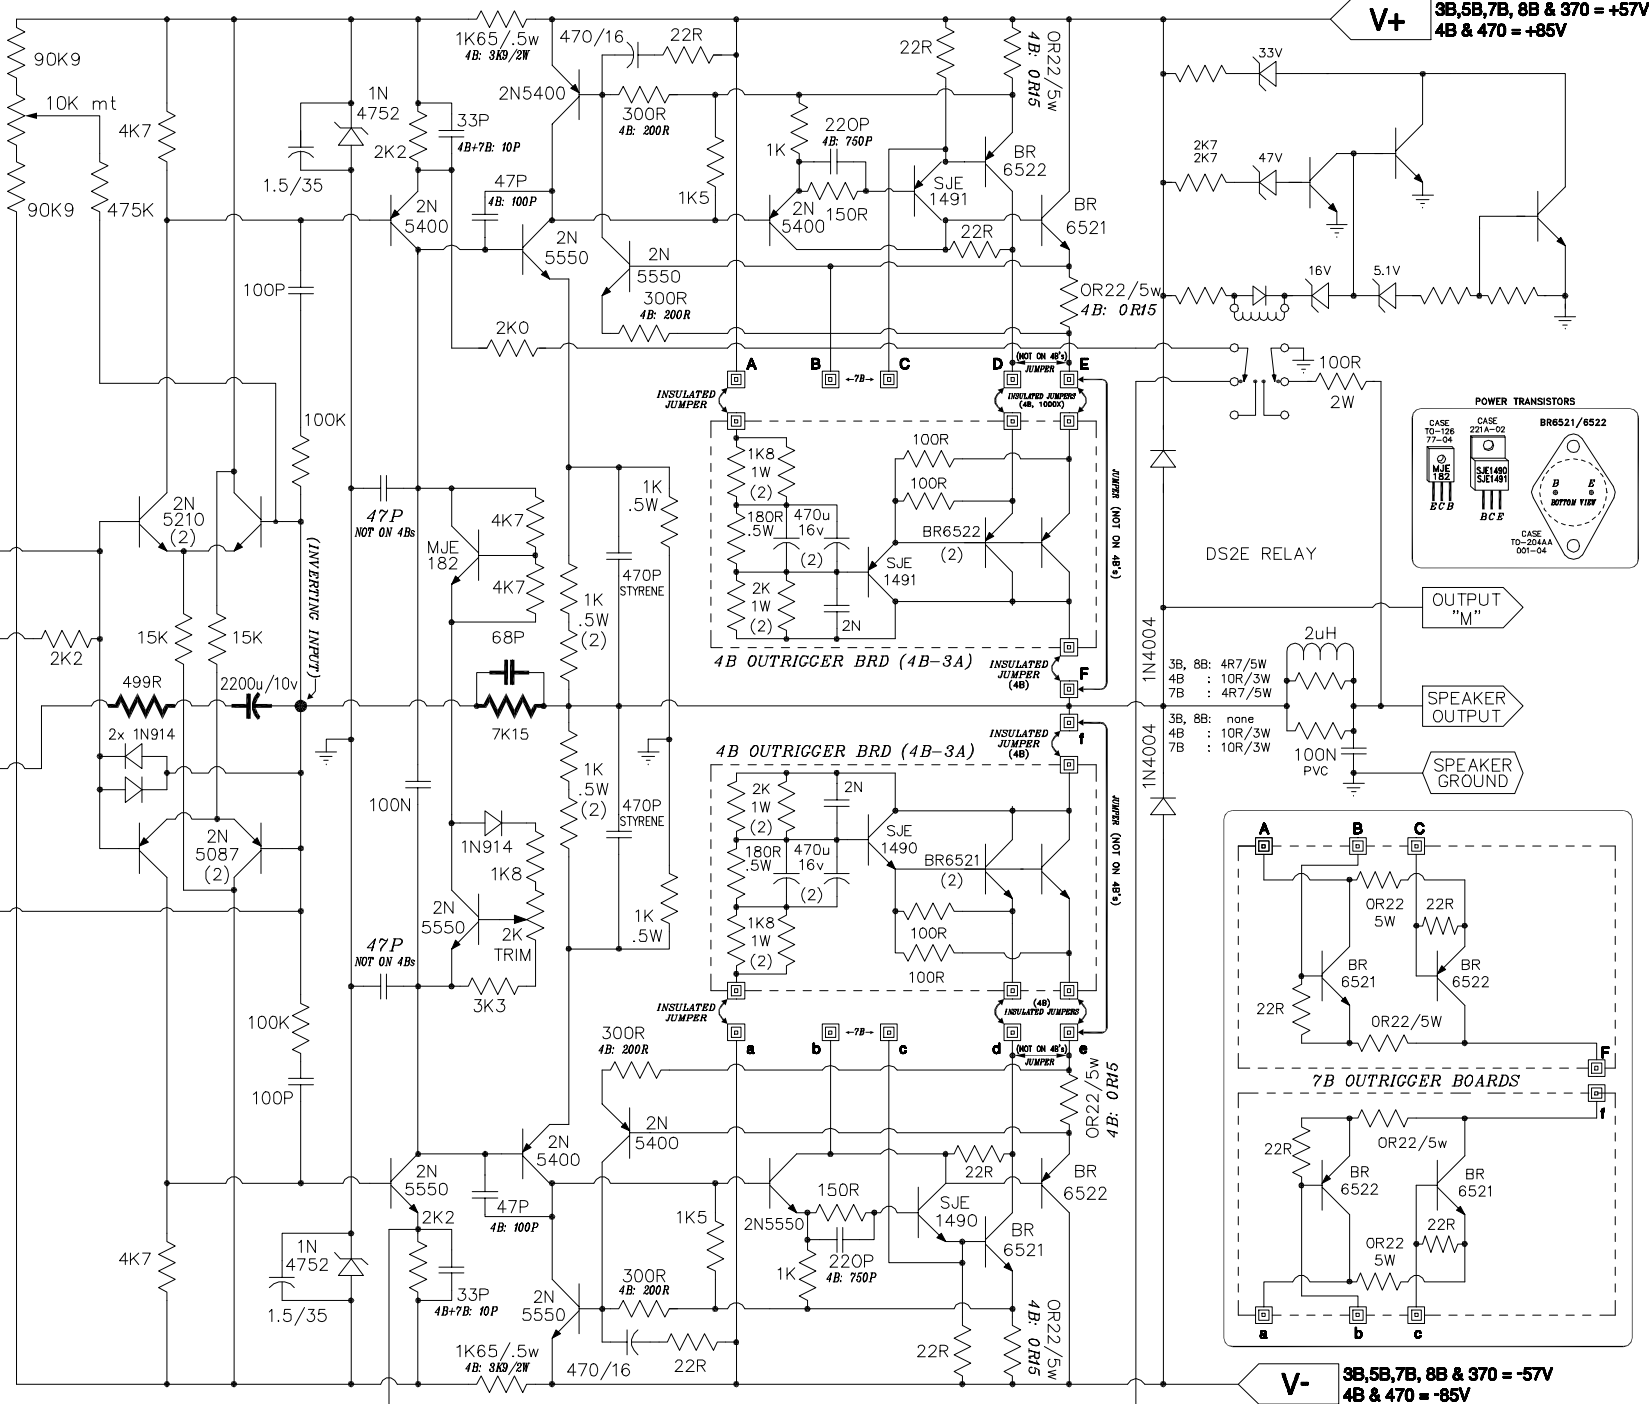 V+
3B,5B,7B, 8B & 370 = +57V
4B & 470 = +85V
90K9
10K mt
90K9
475K
4K7
1N
4752
1.5/35
2K2
33P
4B+7B: 10P
1K65/.5w
4B: 3K9/2W
470/16
22R
2N5400
300R
4B: 200R
47P
4B: 100P
2N
5400
2N
5550
2N
5550
300R
4B: 200R
1K5
1K
220P
4B: 750P
150R
2N
5400
22R
SJE
1491
BR
6522
0R22/5w
4B: 0R15
22R
BR
6521
0R22/5w
4B: 0R15
33V
2K7
2K7
47V
16V
5.1V
100P
2K0
100K
A
B
←7B→
C
D
(NOT ON 4B's)
JUMPER
E
INSULATED
JUMPER
INSULATED JUMPERS
(4B, 1000X)
100R
2W
DS2E RELAY
POWER TRANSISTORS
CASE
TO-126
77-04
MJE
182
E C B
CASE
221A-02
SJE1490
SJE1491
B C E
BR6521/6522
B E
BOTTOM VIEW
CASE
TO-204AA
001-04
2N
5210
(2)
(INVERTING INPUT)
47P
NOT ON 4Bs
MJE
182
4K7
4K7
1K
.5W
470P
STYRENE
1K
.5W
(2)
1K8
1W
(2)
180R
.5W
470u
16v
(2)
2K
1W
(2)
2N
100R
100R
BR6522
(2)
SJE
1491
JUMPER (NOT ON 4B's)
4B OUTRIGGER BRD (4B-3A)
INSULATED
JUMPER
(4B)
F
1N4004
OUTPUT
"M"
2uH
3B, 8B: 4R7/5W
4B : 10R/3W
7B : 4R7/5W
SPEAKER
OUTPUT
3B, 8B: none
4B : 10R/3W
7B : 10R/3W
100N
PVC
SPEAKER
GROUND
15K
15K
2K2
499R
2200u/10v
68P
7K15
2x 1N914
2N
5087
(2)
100N
1N914
1K8
2N
5550
2K
TRIM
3K3
47P
NOT ON 4Bs
1K
.5W
(2)
470P
STYRENE
1K
.5W
4B OUTRIGGER BRD (4B-3A)
INSULATED
JUMPER
(4B)
f
1N4004
2K
1W
(2)
2N
180R
.5W
470u
16v
(2)
1K8
1W
(2)
SJE
1490
BR6521
(2)
100R
100R
JUMPER (NOT ON 4B's)
INSULATED
JUMPER
(4B)
INSULATED JUMPERS
a
b
←7B→
c
d
(NOT ON 4B's)
JUMPER
e
100K
100P
300R
4B: 200R
2N
5400
0R22/5w
4B: 0R15
2N
5550
2N
5400
47P
4B: 100P
2K2
33P
4B+7B: 10P
4K7
1N
4752
1.5/35
1K65/.5w
4B: 3K9/2W
2N
5550
300R
4B: 200R
470/16
22R
1K5
2N5550
150R
220P
4B: 750P
1K
SJE
1490
22R
BR
6522
BR
6521
22R
0R22/5w
4B: 0R15
A
B
C
0R22
5W
22R
BR
6521
BR
6522
22R
0R22/5W
F
7B OUTRIGGER BOARDS
f
0R22/5w
22R
BR
6522
BR
6521
22R
0R22
5W
a
b
c
V-
3B,5B,7B, 8B & 370 = -57V
4B & 470 = -85V